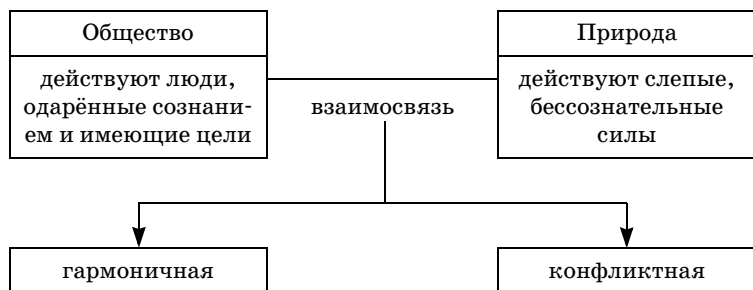 Общество
действуют люди,
одарённые сознани-
ем и имеющие цели
взаимосвязь
Природа
действуют слепые,
бессознательные
силы
гармоничная
конфликтная